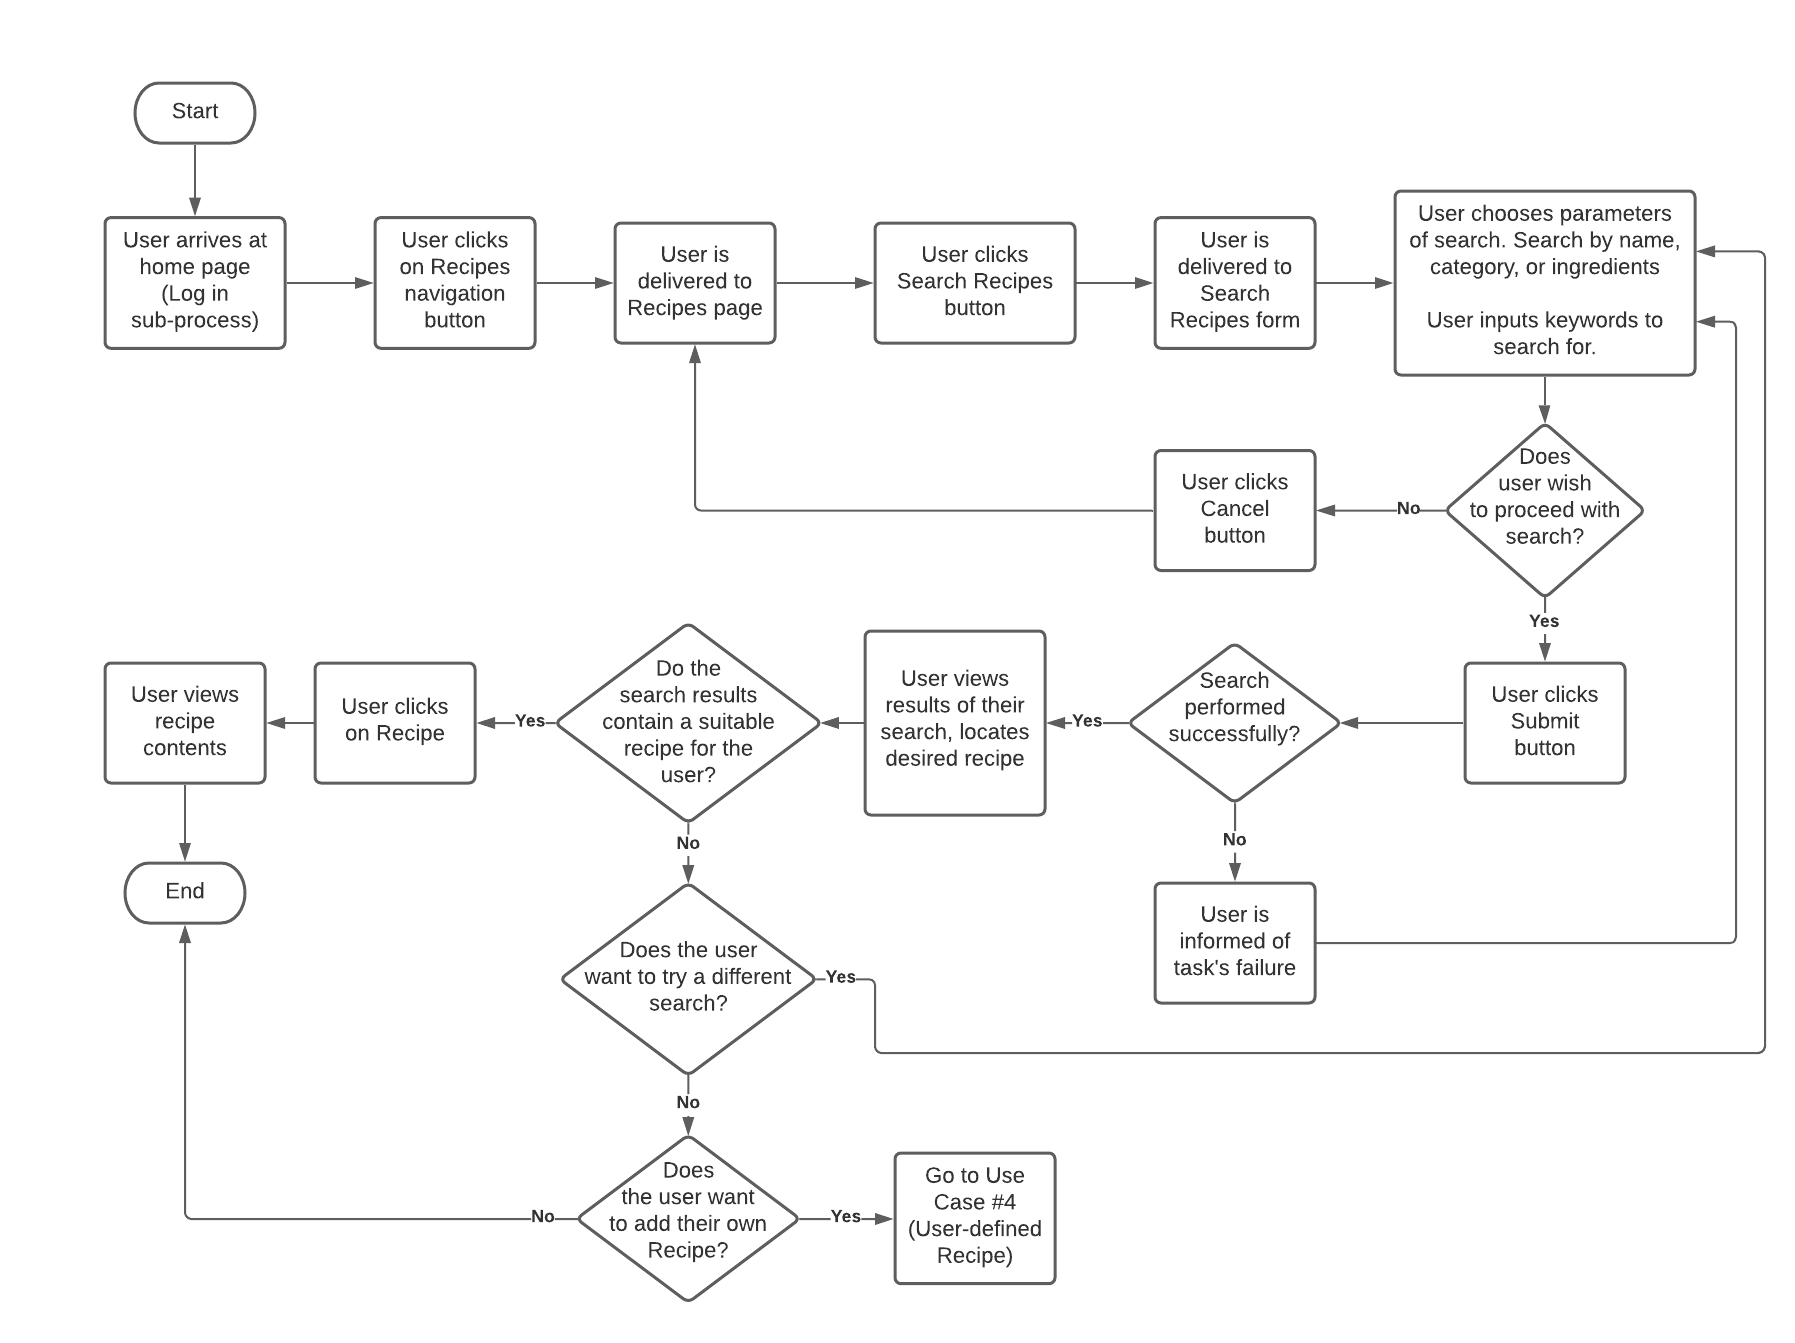 Start
User arrives at
home page
(Log in
sub-process)
User clicks
on Recipes
navigation
button
User is
delivered to
Recipes page
User clicks
Search Recipes
button
User is
delivered to
Search
Recipes form
User chooses parameters
of search. Search by name,
category, or ingredients
User inputs keywords to
search for.
Does
user wish
to proceed with
search?
No
User clicks
Cancel
button
Yes
User clicks
Submit
button
Search
performed
successfully?
Yes
No
User is
informed of
task's failure
User views
results of their
search, locates
desired recipe
Do the
search results
contain a suitable
recipe for the
user?
Yes
User clicks
on Recipe
User views
recipe
contents
End
No
Does the user
want to try a different
search?
Yes
No
Does
the user want
to add their own
Recipe?
No
Yes
Go to Use
Case #4
(User-defined
Recipe)